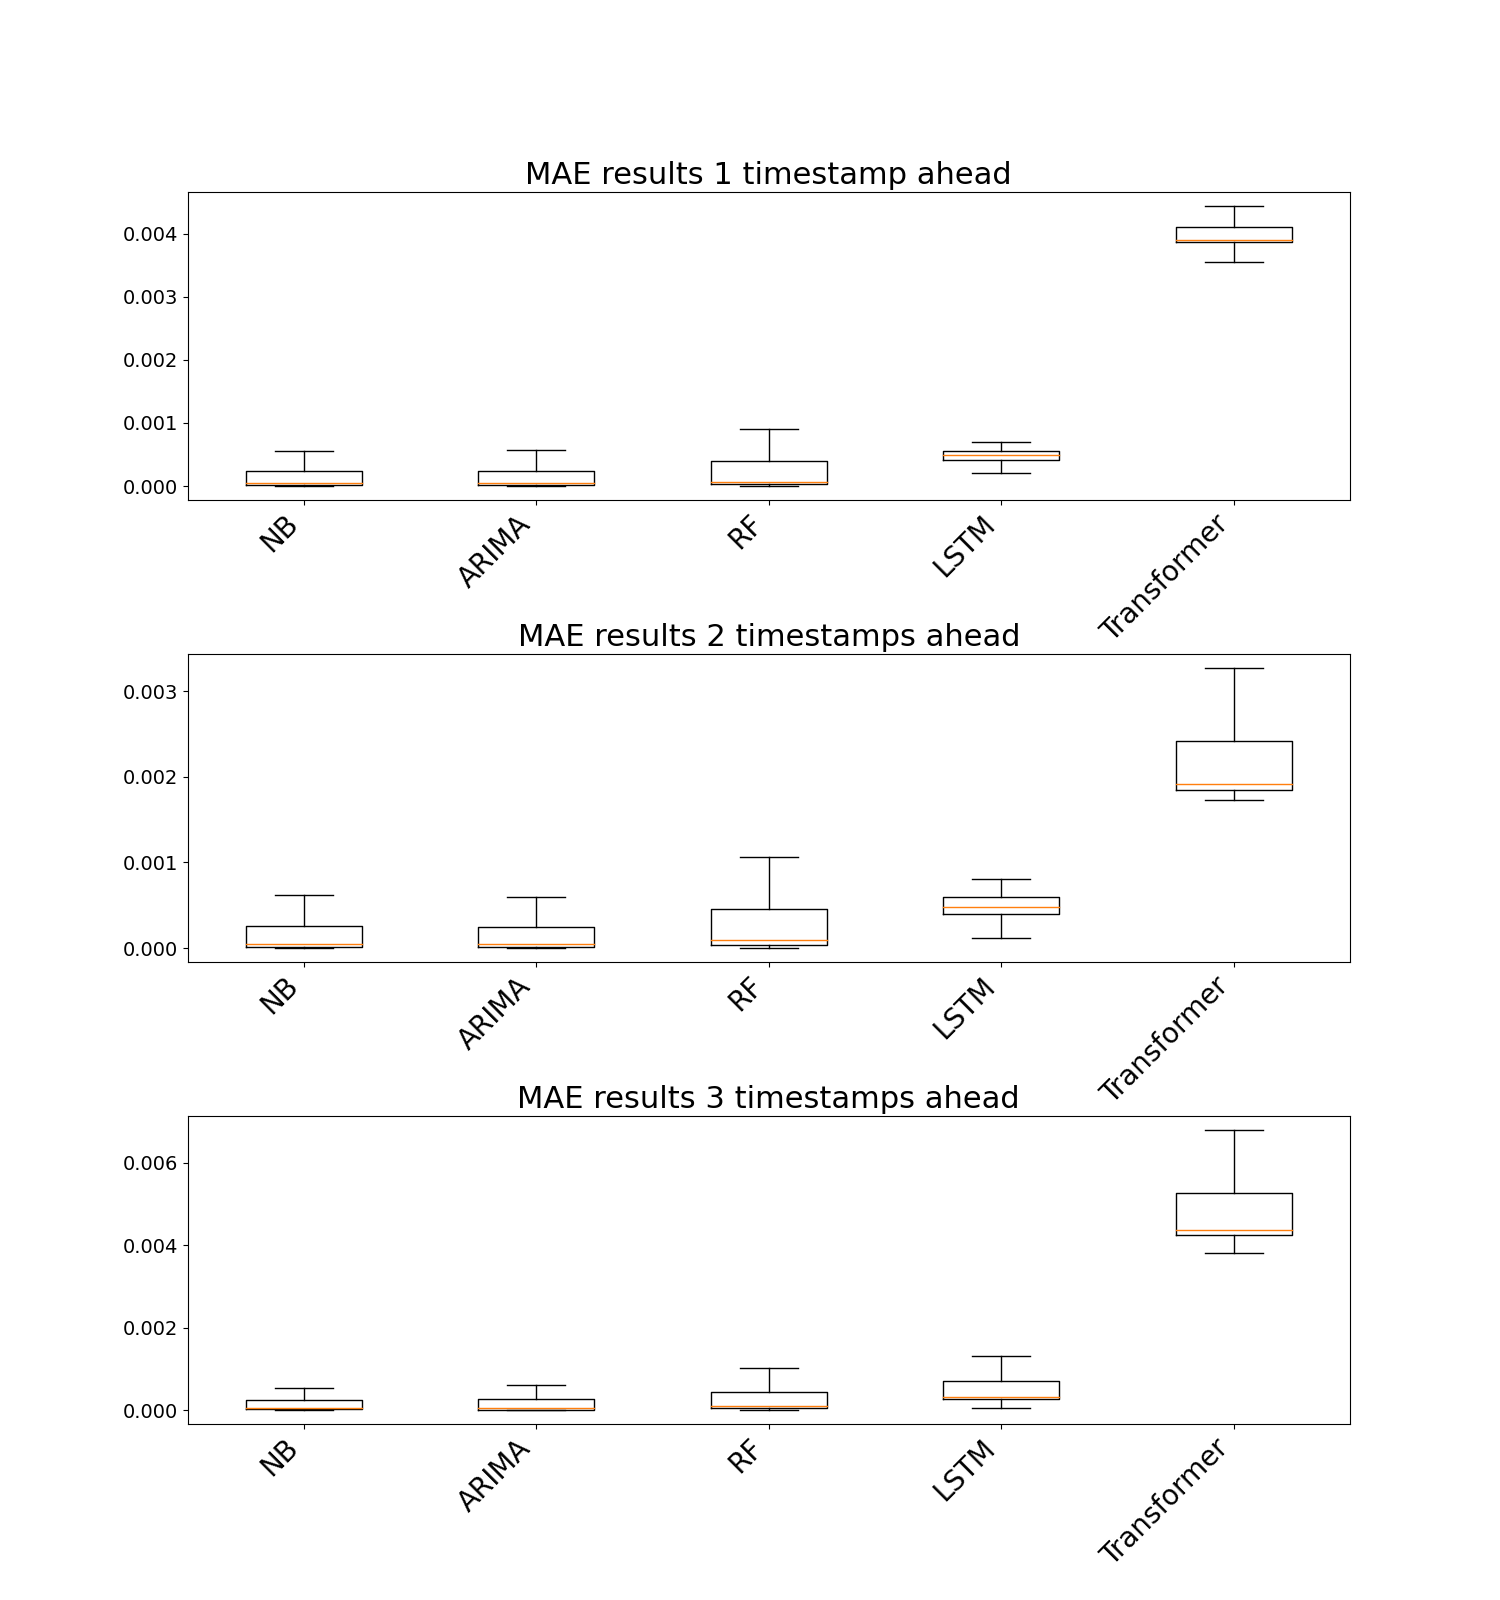 MAE results 1 timestamp ahead
0.004
0.003
0.002
0.001
0.000
NB ARIMA RF LSTM Transformer
MAE results 2 timestamps ahead
0.003
0.002
0.001
0.000
NB ARIMA RF LSTM Transformer
MAE results 3 timestamps ahead
0.006
0.004
0.002
0.000
NB ARIMA RF LSTM Transformer